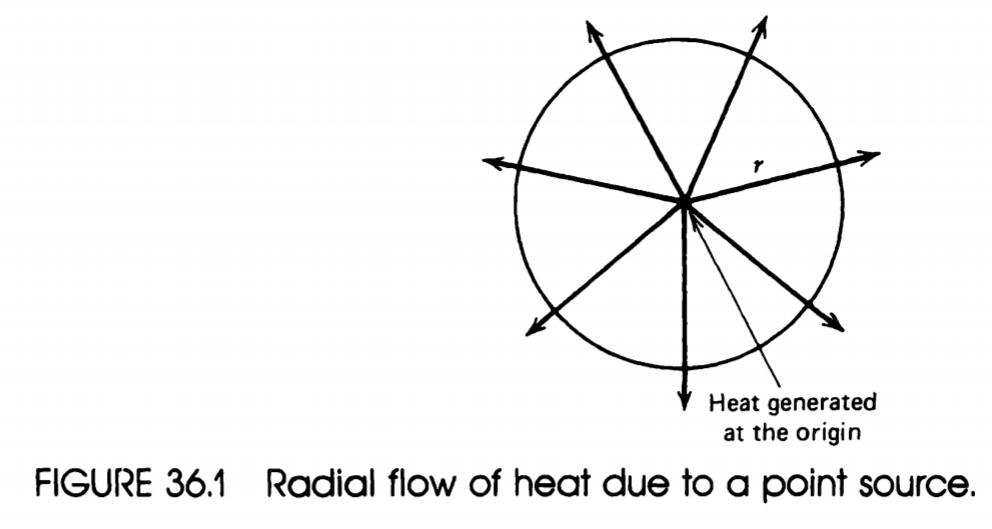 r
Heat generated
at the origin
FIGURE 36.1 Radial flow of heat due to a point source.